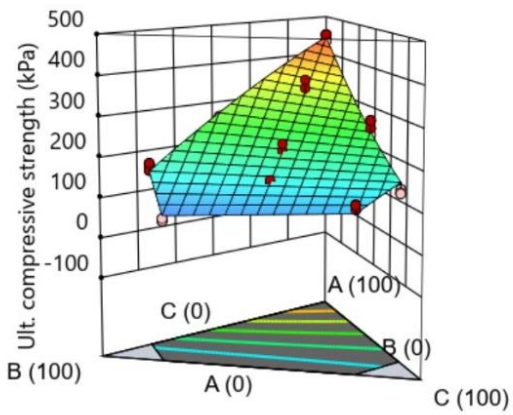 500
400
300
200
100
0
-100
Ult. compressive strength (kPa)
A (100)
C (0)
B (0)
B (100)
A (0)
C (100)